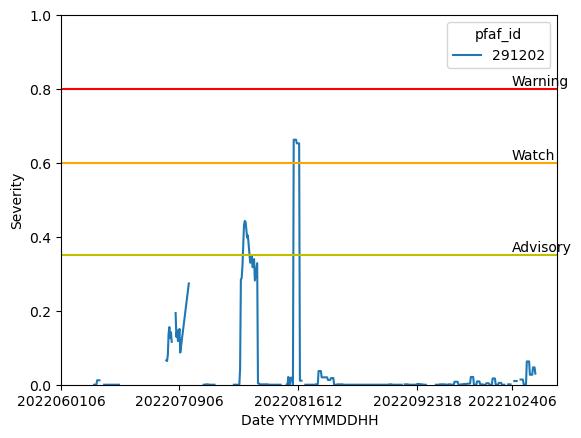 1.0
0.8
0.6
0.4
0.2
0.0
Severity
pfaf_id
291202
Warning
Watch
Advisory
2022060106
2022070906
2022081612
2022092318
2022102406
Date YYYYMMDDHH